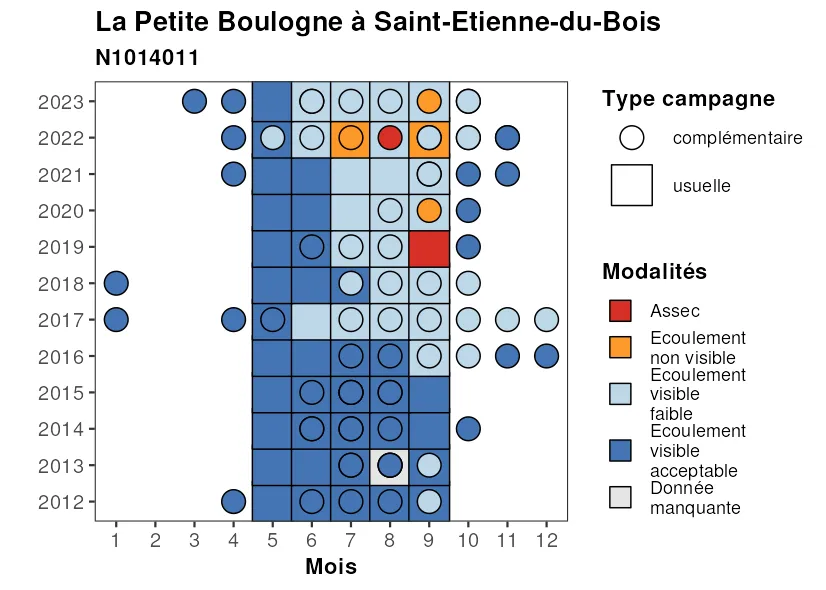 La Petite Boulogne à Saint-Etienne-du-Bois
N1014011
2023
2022
2021
2020
2019
2018
2017
2016
2015
2014
2013
2012
1 2 3 4 5 6 7 8 9 10 11 12
Mois
Type campagne
complémentaire
usuelle
Modalités
Assec
Ecoulement
non visible
Ecoulement
visible
faible
Ecoulement
visible
acceptable
Donnée
manquante